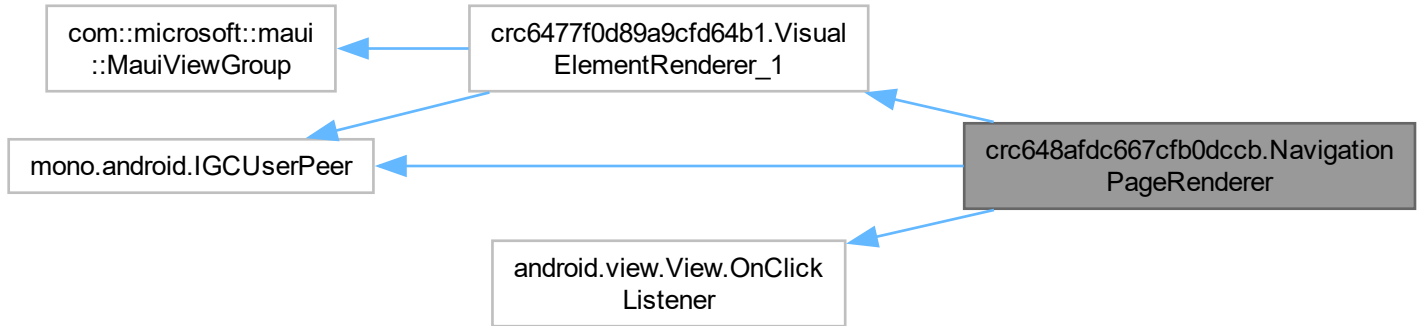 com::microsoft::maui
::MauiViewGroup
crc6477f0d89a9cfd64b1.Visual
ElementRenderer_1
mono.android.IGCUserPeer
crc648afdc667cfb0dccb.Navigation
PageRenderer
android.view.View.OnClick
Listener